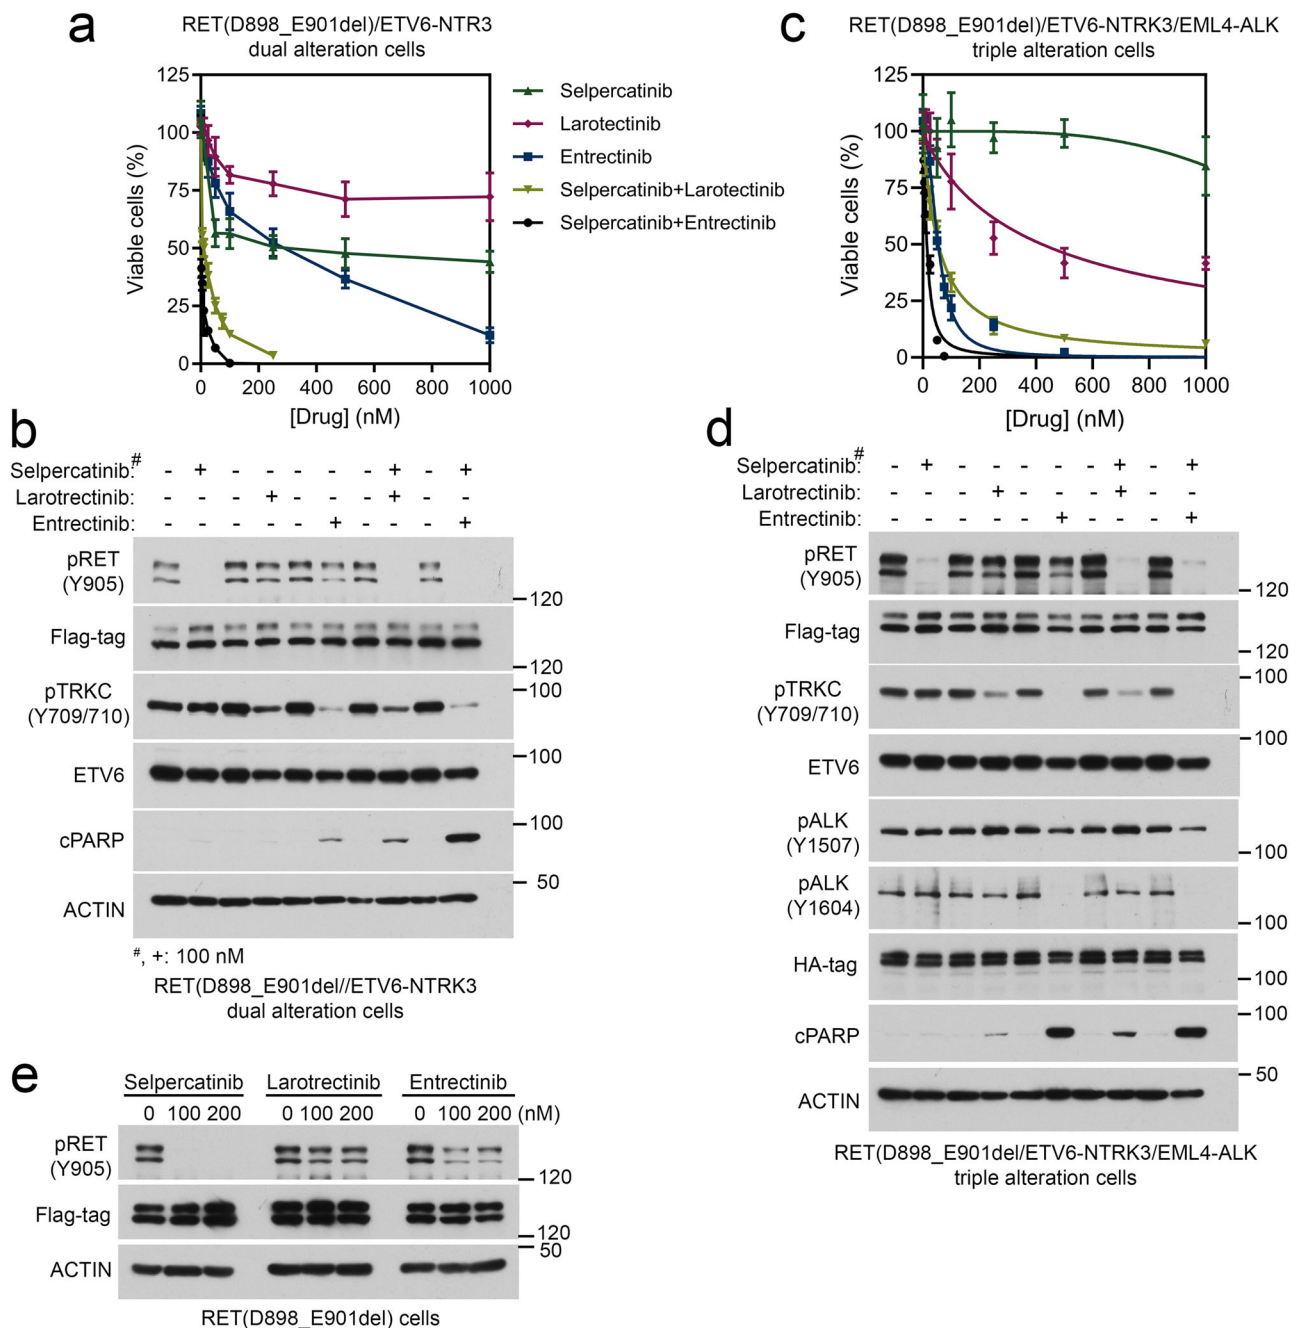 a
RET(D898_E901del)/ETV6-NTR3
dual alteration cells
Viable cells (%)
125
100
75
50
25
0
0 200 400 600 800 1000
[Drug] (nM)
Selpercatinib
Larotectinib
Entrectinib
Selpercatinib+Larotectinib
Selpercatinib+Entrectinib
c
RET(D898_E901del)/ETV6-NTRK3/EML4-ALK
triple alteration cells
Viable cells (%)
125
100
75
50
25
0
0 200 400 600 800 1000
[Drug] (nM)
b
Selpercatinib:# - + - - - - - + - +
Larotrectinib: - - - + - - - + - -
Entrectinib: - - - - - + - - - +
pRET
(Y905)
120
Flag-tag
120
pTRKC
(Y709/710)
100
ETV6
100
cPARP
100
ACTIN
50
#, +: 100 nM
RET(D898_E901del//ETV6-NTRK3
dual alteration cells
d
Selpercatinib:# - + - - - - - + - +
Larotrectinib: - - - + - - - + - -
Entrectinib: - - - - - + - - - +
pRET
(Y905)
120
Flag-tag
120
pTRKC
(Y709/710)
100
ETV6
100
pALK
(Y1507)
100
pALK
(Y1604)
100
HA-tag
100
cPARP
100
ACTIN
50
RET(D898_E901del/ETV6-NTRK3/EML4-ALK
triple alteration cells
e
Selpercatinib Larotrectinib Entrectinib
0 100 200 0 100 200 0 100 200 (nM)
pRET
(Y905)
120
Flag-tag
120
50
ACTIN
RET(D898_E901del) cells